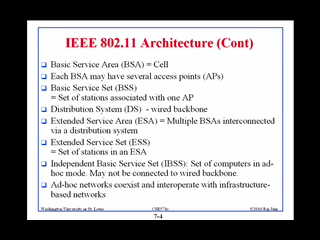 IEEE 802.11 Architecture (Cont)
Basic Service Area (BSA) = Cell
Each BSA may have several access points (APs)
Basic Service Set (BSS)
= Set of stations associated with one AP
Distribution System (DS) - wired backbone
Extended Service Area (ESA) = Multiple BSAs interconnected
via a distribution system
Extended Service Set (ESS)
= Set of stations in an ESA
Independent Basic Service Set (IBSS): Set of computers in ad-
hoc mode. May not be connected to wired backbone.
Ad-hoc networks coexist and interoperate with infrastructure-
based networks
Washington University in St. Louis
©2010 Raj Jain
7-4